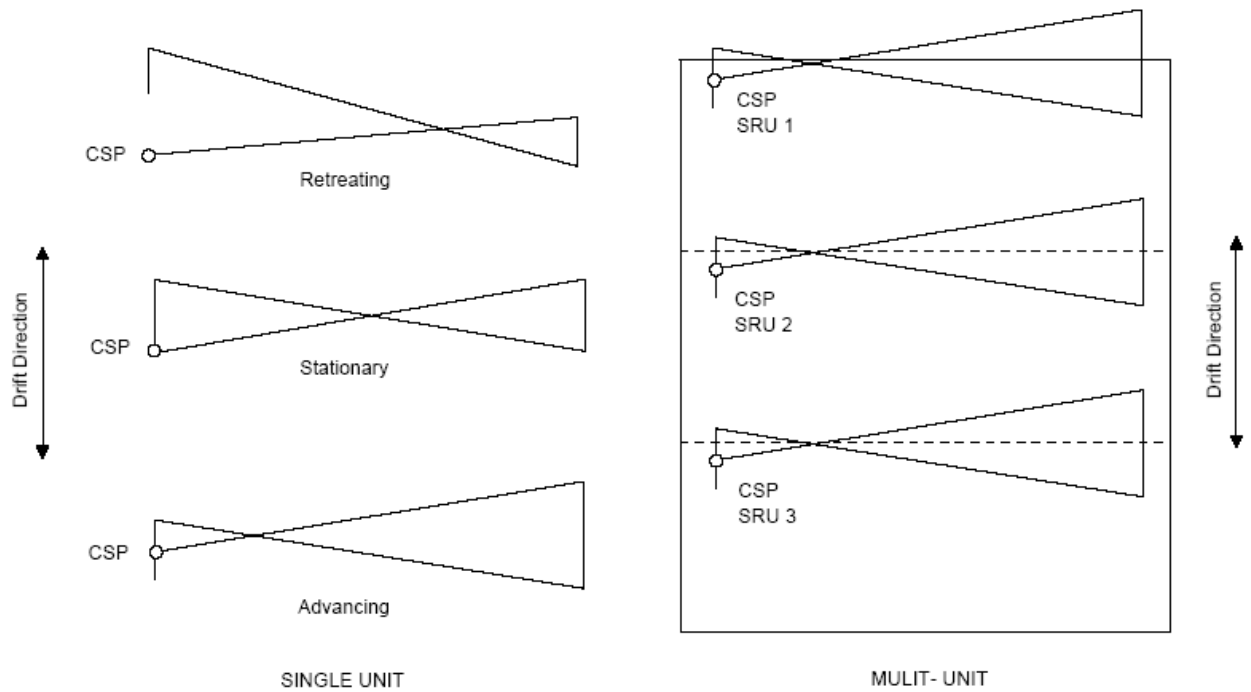 CSP
Retreating
Drift Direction
CSP
Stationary
CSP
Advancing
SINGLE UNIT
CSP
SRU 1
CSP
SRU 2
Drift Direction
CSP
SRU 3
MULIT- UNIT